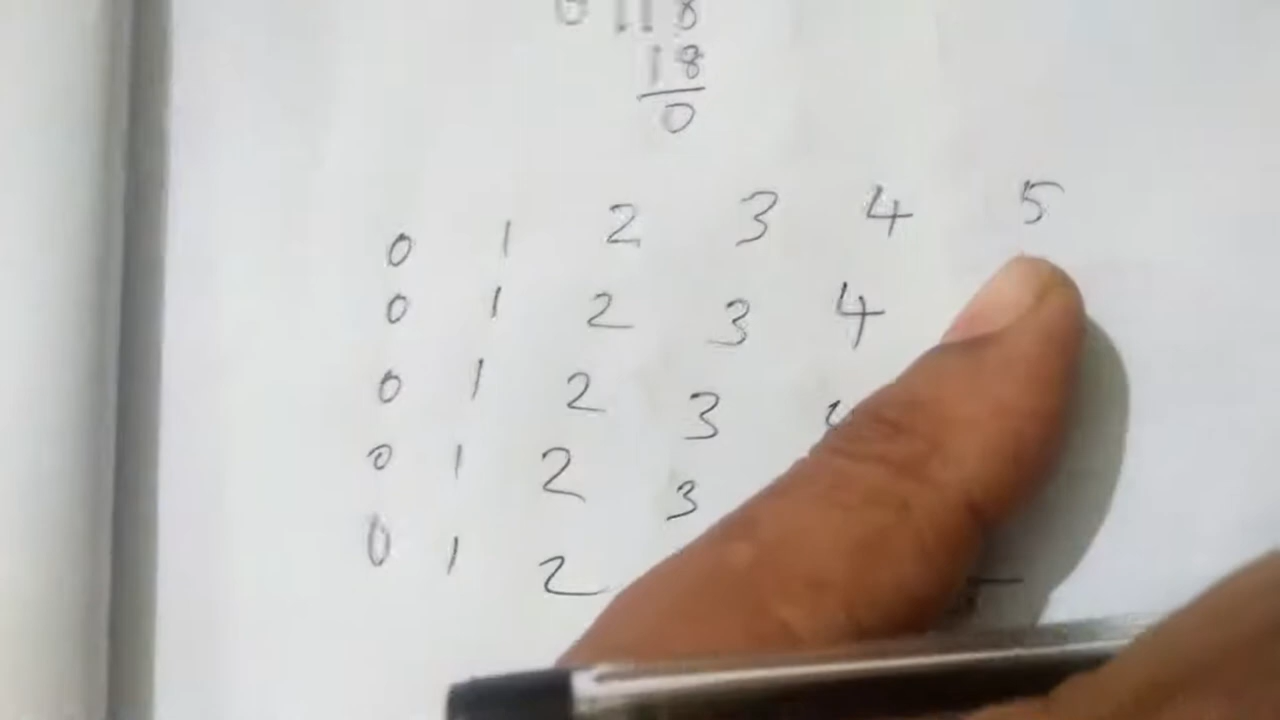 18
0
0 1 2 3 4 5
0 1 2 3 4
0 1 2 3
0 1 2 3
0 1 2